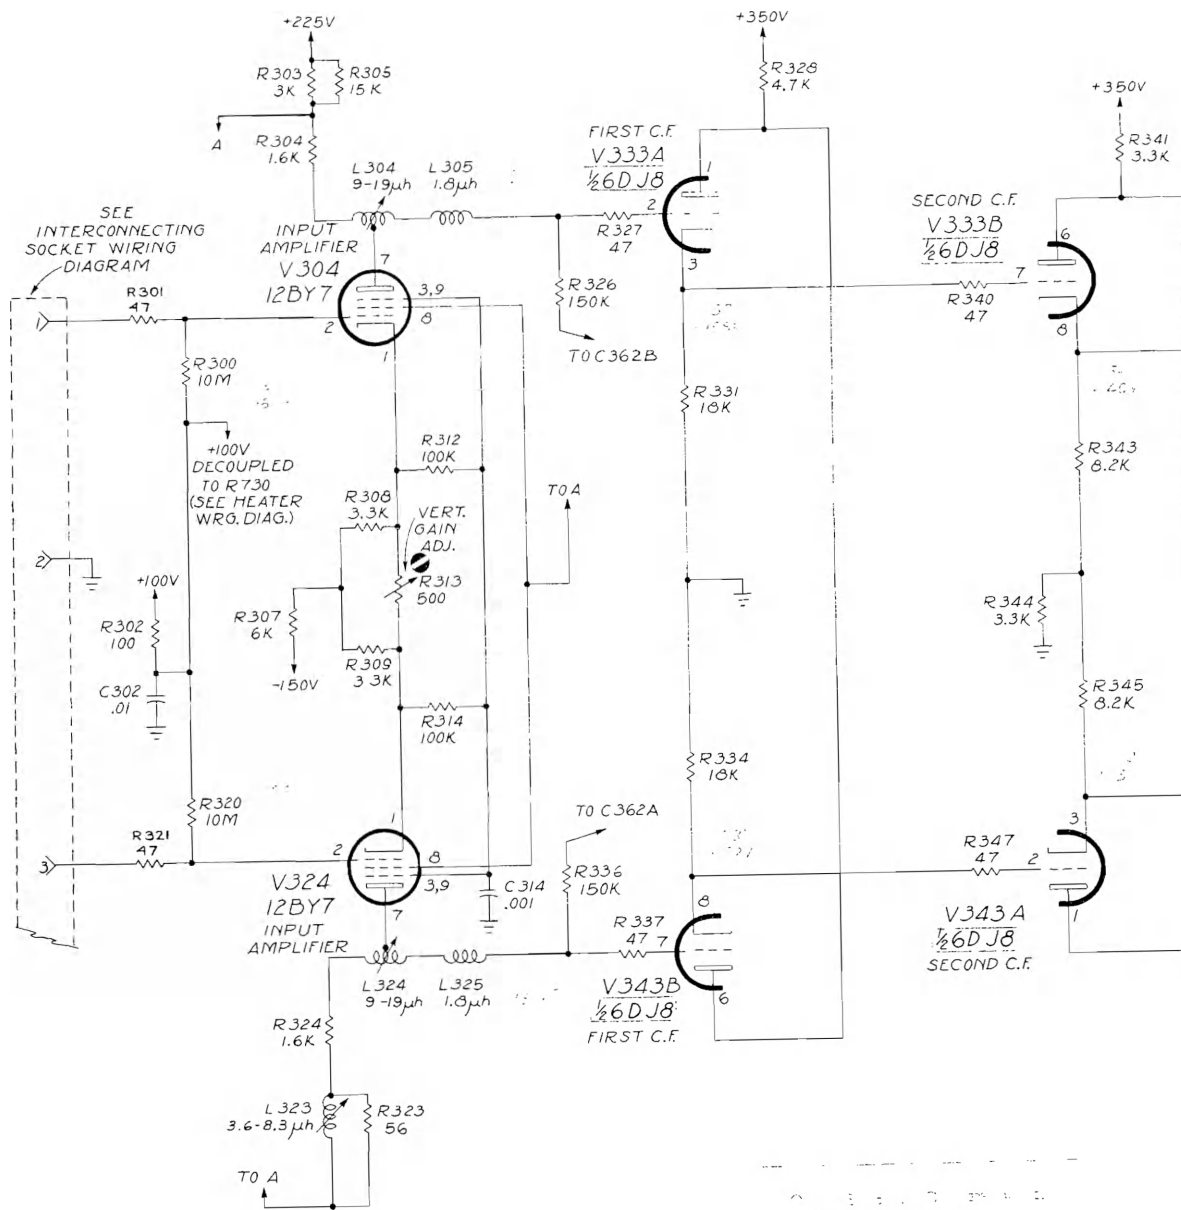 +225V
R303
3K
R305
15K
A
R304
1.6K
L304
9-19μh
L305
1.8μh
+350V
R328
4.7K
FIRST C.F.
V333A
½6DJ8
1
2
3
R327
47
+350V
R341
3.3K
SECOND C.F.
V333B
½6DJ8
6
7
8
R340
47
SEE
INTERCONNECTING
SOCKET WIRING
DIAGRAM
INPUT
AMPLIFIER
V304
12BY7
7
3,9
8
2
1
1
R301
47
R300
10M
+100V
DECOUPLED
TO R730
(SEE HEATER
WRG. DIAG.)
R326
150K
TO C362B
R331
18K
R312
100K
R308
3.3K
VERT.
GAIN
ADJ.
R313
500
TO A
R343
8.2K
2
+100V
R302
100
C302
.01
R307
6K
-150V
R309
3.3K
R314
100K
R344
3.3K
R345
8.2K
R334
18K
R320
10M
R321
47
3
1
2
8
3,9
7
V324
12BY7
INPUT
AMPLIFIER
C314
.001
TO C362A
R336
150K
R337
47
8
7
6
V343B
½6DJ8
FIRST C.F.
R347
47
3
2
1
V343A
½6DJ8
SECOND C.F.
L324
9-19μh
L325
1.8μh
R324
1.6K
L323
3.6-8.3μh
R323
56
TO A